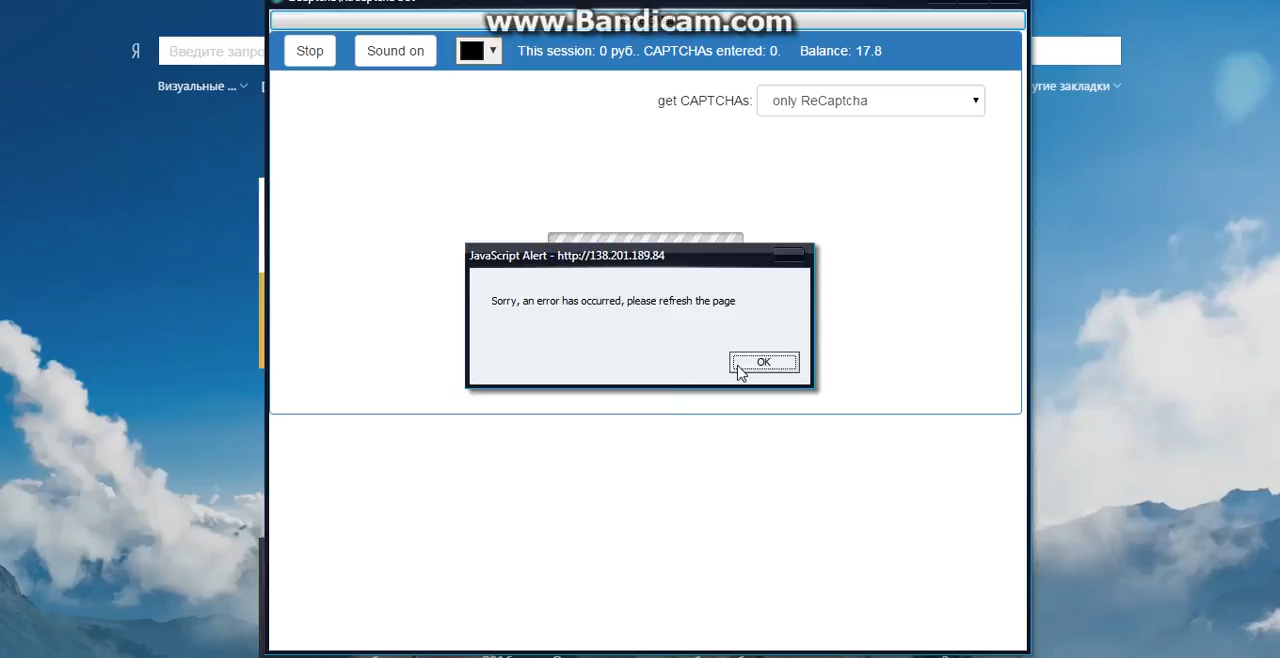 www.Bandicam.com
Я
Введите запро
Stop
Sound on
This session: 0 руб.. CAPTCHAs entered: 0.
Balance: 17.8
Визуальные ...
угие закладки
get CAPTCHAs:
only ReCaptcha
JavaScript Alert - http://138.201.189.84
Sorry, an error has occurred, please refresh the page
OK